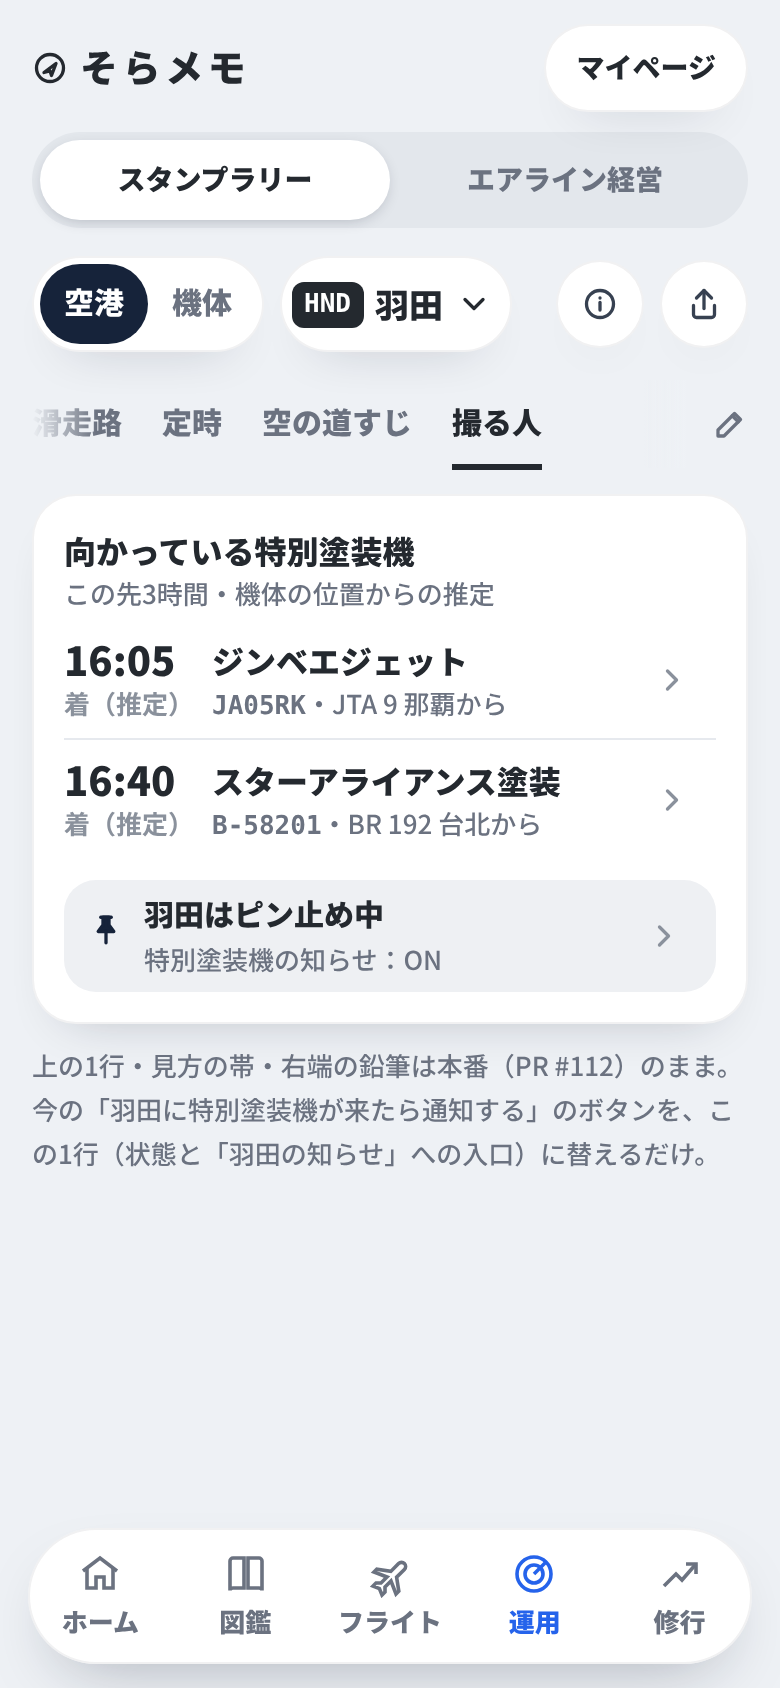 そらメモ
マイページ
スタンプラリー
エアライン経営
空港
機体
HND 羽田
滑走路
定時
空の道すじ
撮る人
向かっている特別塗装機
この先3時間・機体の位置からの推定
16:05 ジンベエジェット
着（推定） JA05RK・JTA 9 那覇から
16:40 スターアライアンス塗装
着（推定） B-58201・BR 192 台北から
羽田はピン止め中
特別塗装機の知らせ：ON
上の1行・見方の帯・右端の鉛筆は本番（PR #112）のまま。
今の「羽田に特別塗装機が来たら通知する」のボタンを、こ
の1行（状態と「羽田の知らせ」への入口）に替えるだけ。
ホーム
図鑑
フライト
運用
修行